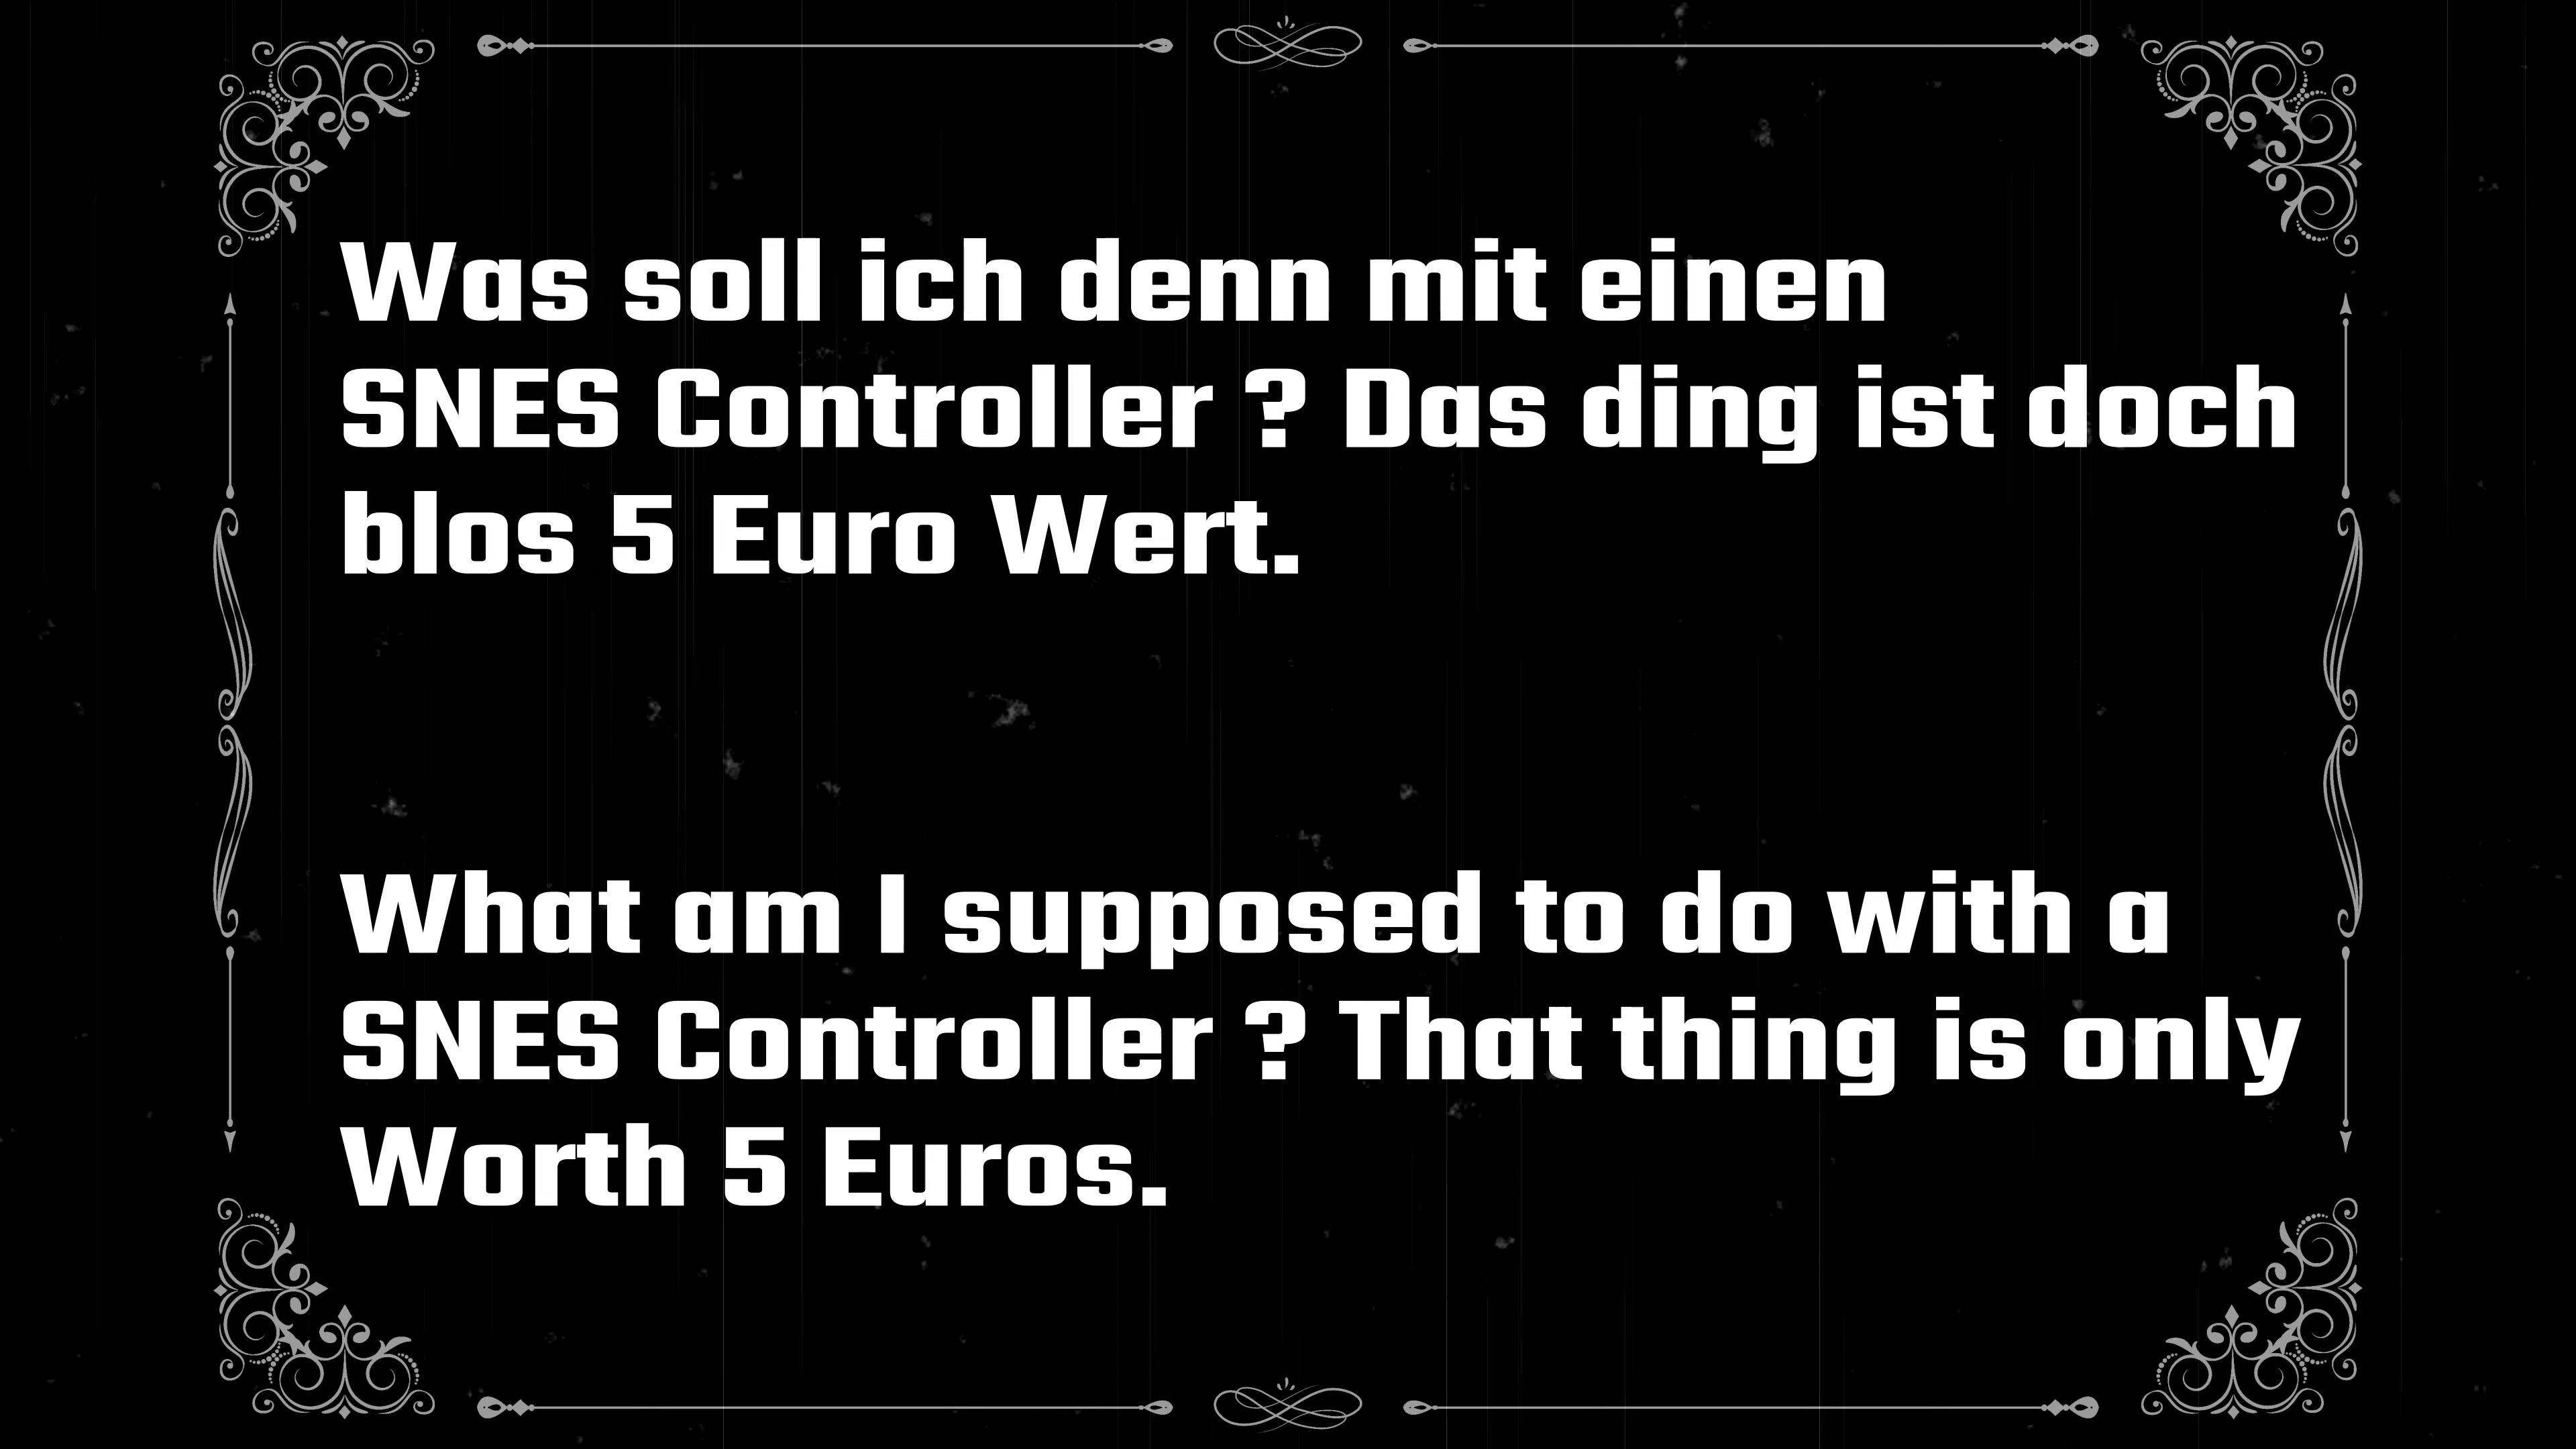 Was soll ich denn mit einen
SNES Controller ? Das ding ist doch
blos 5 Euro Wert.
What am I supposed to do with a
SNES Controller ? That thing is only
Worth 5 Euros.